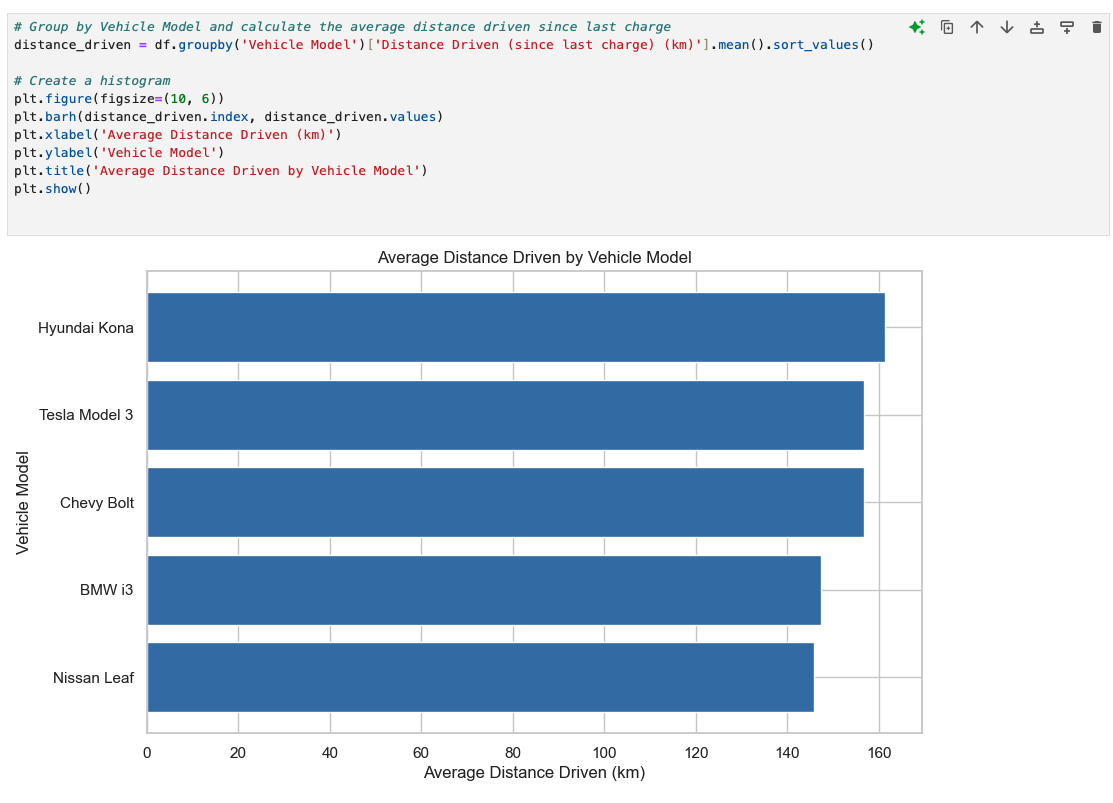 # Group by Vehicle Model and calculate the average distance driven since last charge
distance_driven = df.groupby('Vehicle Model')['Distance Driven (since last charge) (km)'].mean().sort_values()
# Create a histogram
plt.figure(figsize=(10, 6))
plt.barh(distance_driven.index, distance_driven.values)
plt.xlabel('Average Distance Driven (km)')
plt.ylabel('Vehicle Model')
plt.title('Average Distance Driven by Vehicle Model')
plt.show()
Average Distance Driven by Vehicle Model
Vehicle Model
Hyundai Kona
Tesla Model 3
Chevy Bolt
BMW i3
Nissan Leaf
0 20 40 60 80 100 120 140 160
Average Distance Driven (km)